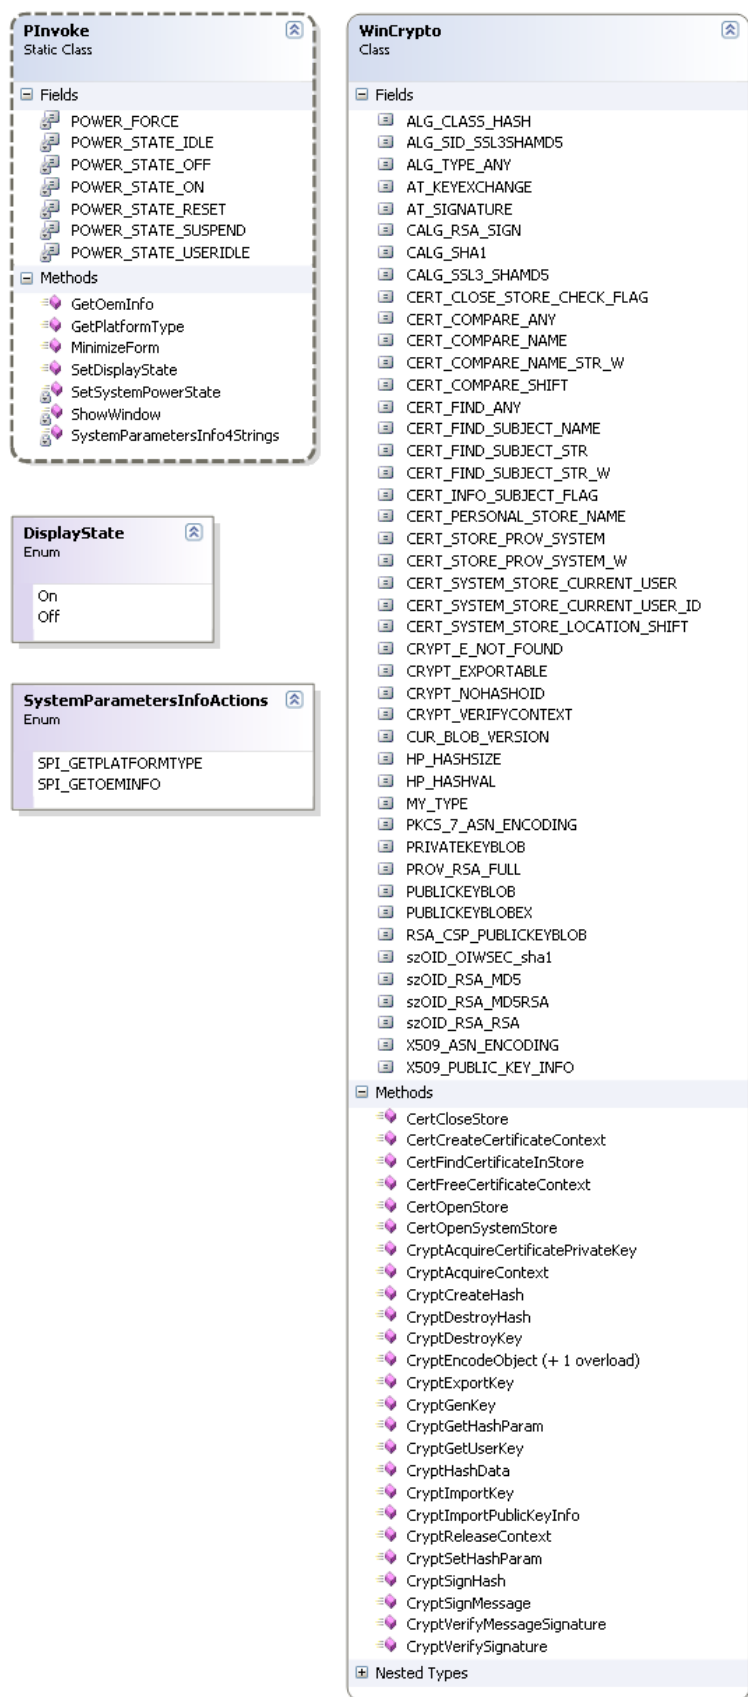 PInvoke
Static Class
Fields
POWER_FORCE
POWER_STATE_IDLE
POWER_STATE_OFF
POWER_STATE_ON
POWER_STATE_RESET
POWER_STATE_SUSPEND
POWER_STATE_USERIDLE
Methods
GetOemInfo
GetPlatformType
MinimizeForm
SetDisplayState
SetSystemPowerState
ShowWindow
SystemParametersInfo4Strings
DisplayState
Enum
On
Off
SystemParametersInfoActions
Enum
SPI_GETPLATFORMTYPE
SPI_GETOEMINFO
WinCrypto
Class
Fields
ALG_CLASS_HASH
ALG_SID_SSL3SHAMD5
ALG_TYPE_ANY
AT_KEYEXCHANGE
AT_SIGNATURE
CALG_RSA_SIGN
CALG_SHA1
CALG_SSL3_SHAMD5
CERT_CLOSE_STORE_CHECK_FLAG
CERT_COMPARE_ANY
CERT_COMPARE_NAME
CERT_COMPARE_NAME_STR_W
CERT_COMPARE_SHIFT
CERT_FIND_ANY
CERT_FIND_SUBJECT_NAME
CERT_FIND_SUBJECT_STR
CERT_FIND_SUBJECT_STR_W
CERT_INFO_SUBJECT_FLAG
CERT_PERSONAL_STORE_NAME
CERT_STORE_PROV_SYSTEM
CERT_STORE_PROV_SYSTEM_W
CERT_SYSTEM_STORE_CURRENT_USER
CERT_SYSTEM_STORE_CURRENT_USER_ID
CERT_SYSTEM_STORE_LOCATION_SHIFT
CRYPT_E_NOT_FOUND
CRYPT_EXPORTABLE
CRYPT_NOHASHOID
CRYPT_VERIFYCONTEXT
CUR_BLOB_VERSION
HP_HASHSIZE
HP_HASHVAL
MY_TYPE
PKCS_7_ASN_ENCODING
PRIVATEKEYBLOB
PROV_RSA_FULL
PUBLICKEYBLOB
PUBLICKEYBLOBEX
RSA_CSP_PUBLICKEYBLOB
szOID_OIWSEC_sha1
szOID_RSA_MD5
szOID_RSA_MD5RSA
szOID_RSA_RSA
X509_ASN_ENCODING
X509_PUBLIC_KEY_INFO
Methods
CertCloseStore
CertCreateCertificateContext
CertFindCertificateInStore
CertFreeCertificateContext
CertOpenStore
CertOpenSystemStore
CryptAcquireCertificatePrivateKey
CryptAcquireContext
CryptCreateHash
CryptDestroyHash
CryptDestroyKey
CryptEncodeObject (+ 1 overload)
CryptExportKey
CryptGenKey
CryptGetHashParam
CryptGetUserKey
CryptHashData
CryptImportKey
CryptImportPublicKeyInfo
CryptReleaseContext
CryptSetHashParam
CryptSignHash
CryptSignMessage
CryptVerifyMessageSignature
CryptVerifySignature
Nested Types